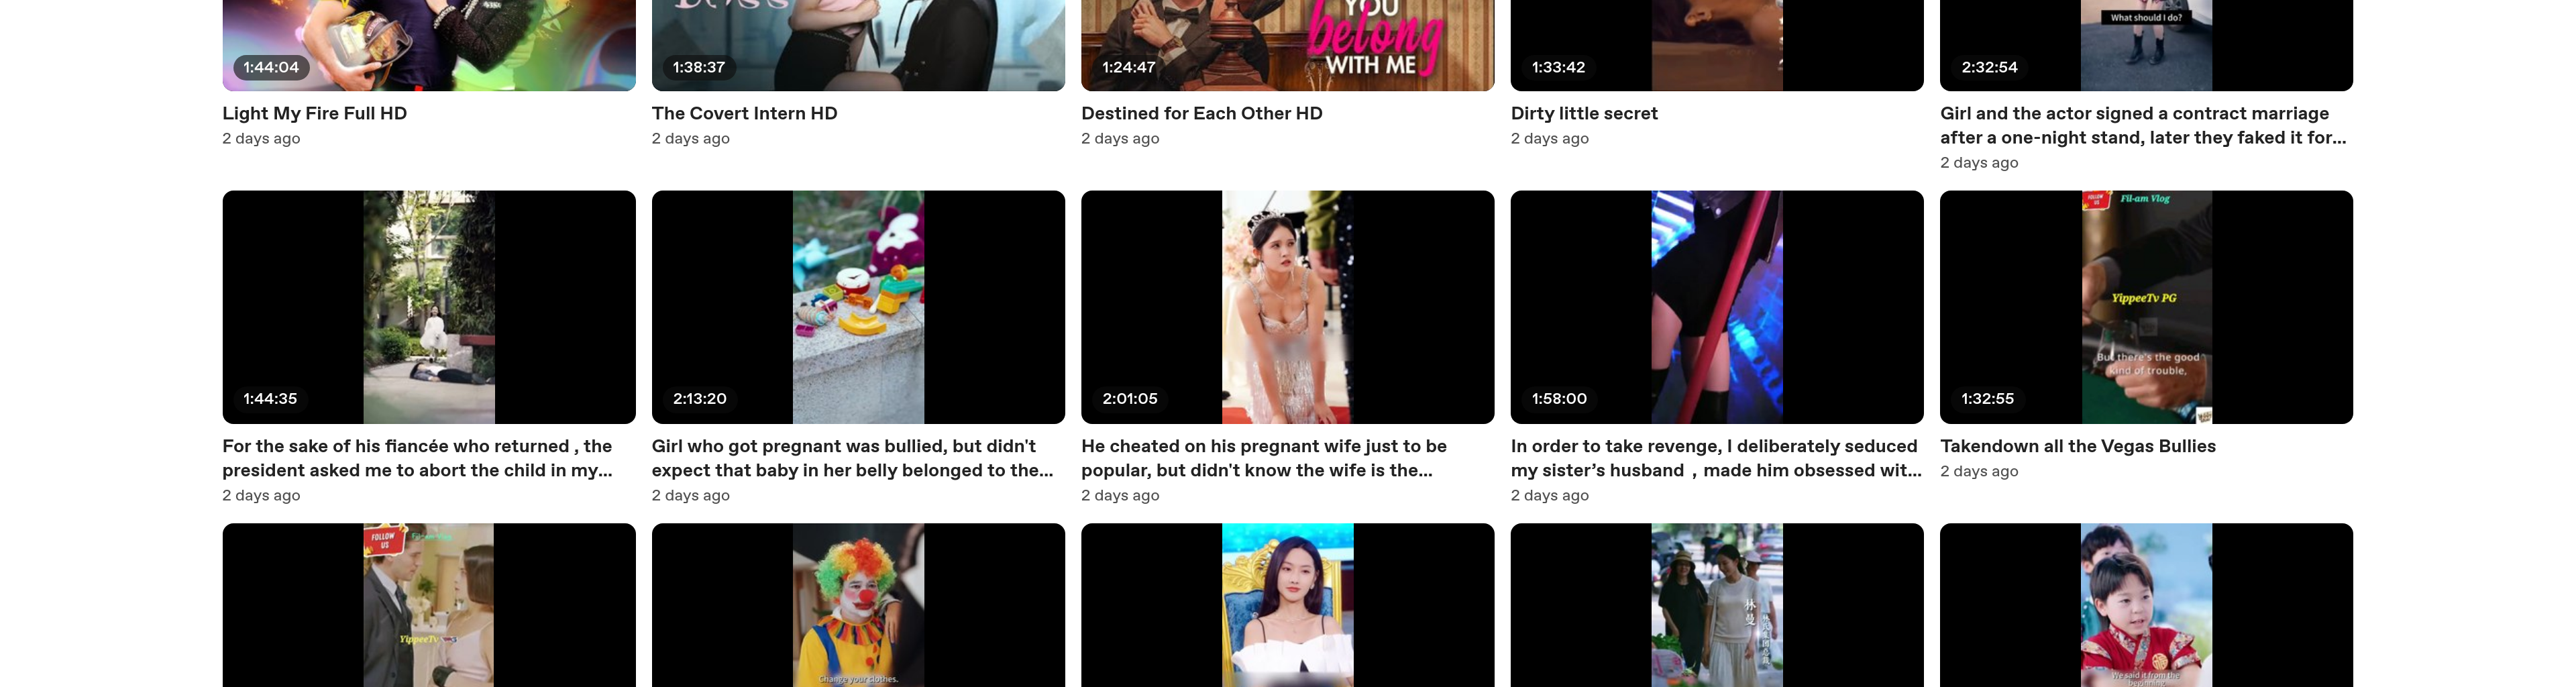 What should I do?
YOU
belong
WITH ME
1:44:04
1:38:37
1:24:47
1:33:42
2:32:54
Light My Fire Full HD
2 days ago
The Covert Intern HD
2 days ago
Destined for Each Other HD
2 days ago
Dirty little secret
2 days ago
Girl and the actor signed a contract marriage
after a one-night stand, later they faked it for...
2 days ago
FOLLOW
US
Fil-am Vlog
YippeeTv PG
But there's the good
kind of trouble,
1:44:35
2:13:20
2:01:05
1:58:00
1:32:55
For the sake of his fiancée who returned , the
president asked me to abort the child in my...
2 days ago
Girl who got pregnant was bullied, but didn't
expect that baby in her belly belonged to the...
2 days ago
He cheated on his pregnant wife just to be
popular, but didn't know the wife is the...
2 days ago
In order to take revenge, I deliberately seduced
my sister’s husband ，made him obsessed wit...
2 days ago
Takendown all the Vegas Bullies
2 days ago
FOLLOW
US
Fil-am Vlog
YippeeTv
Change your clothes.
林曼
We said it from the
beginning